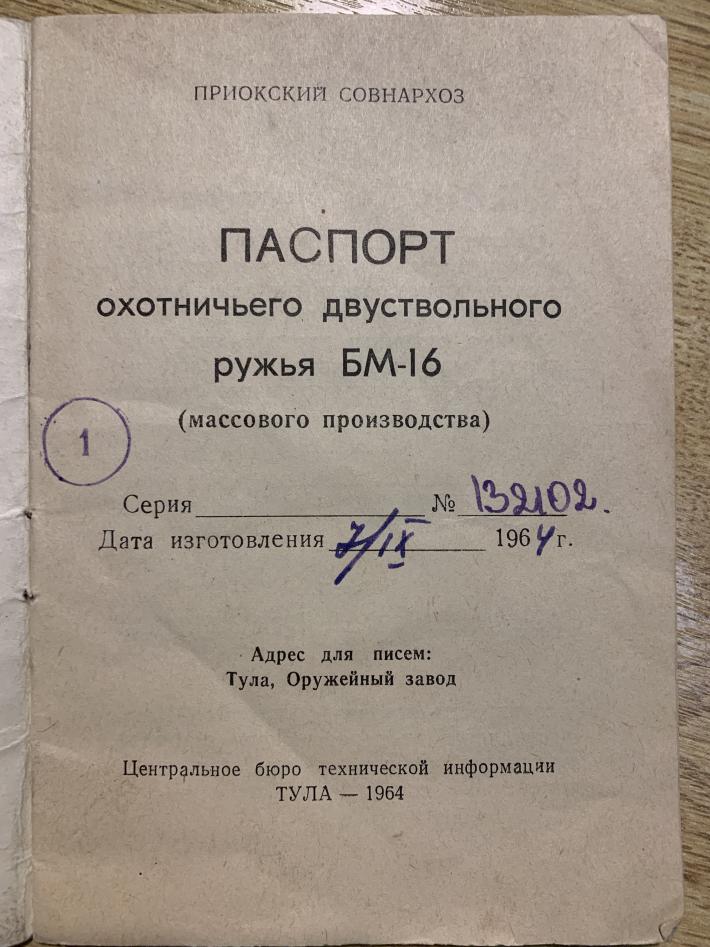 ПРИОКСКИЙ СОВНАРХОЗ
ПАСПОРТ
охотничьего двуствольного
ружья БМ-16
(массового производства)
1
Серия № 132102.
Дата изготовления 7/IX 1964 г.
Адрес для писем:
Тула, Оружейный завод
Центральное бюро технической информации
ТУЛА — 1964